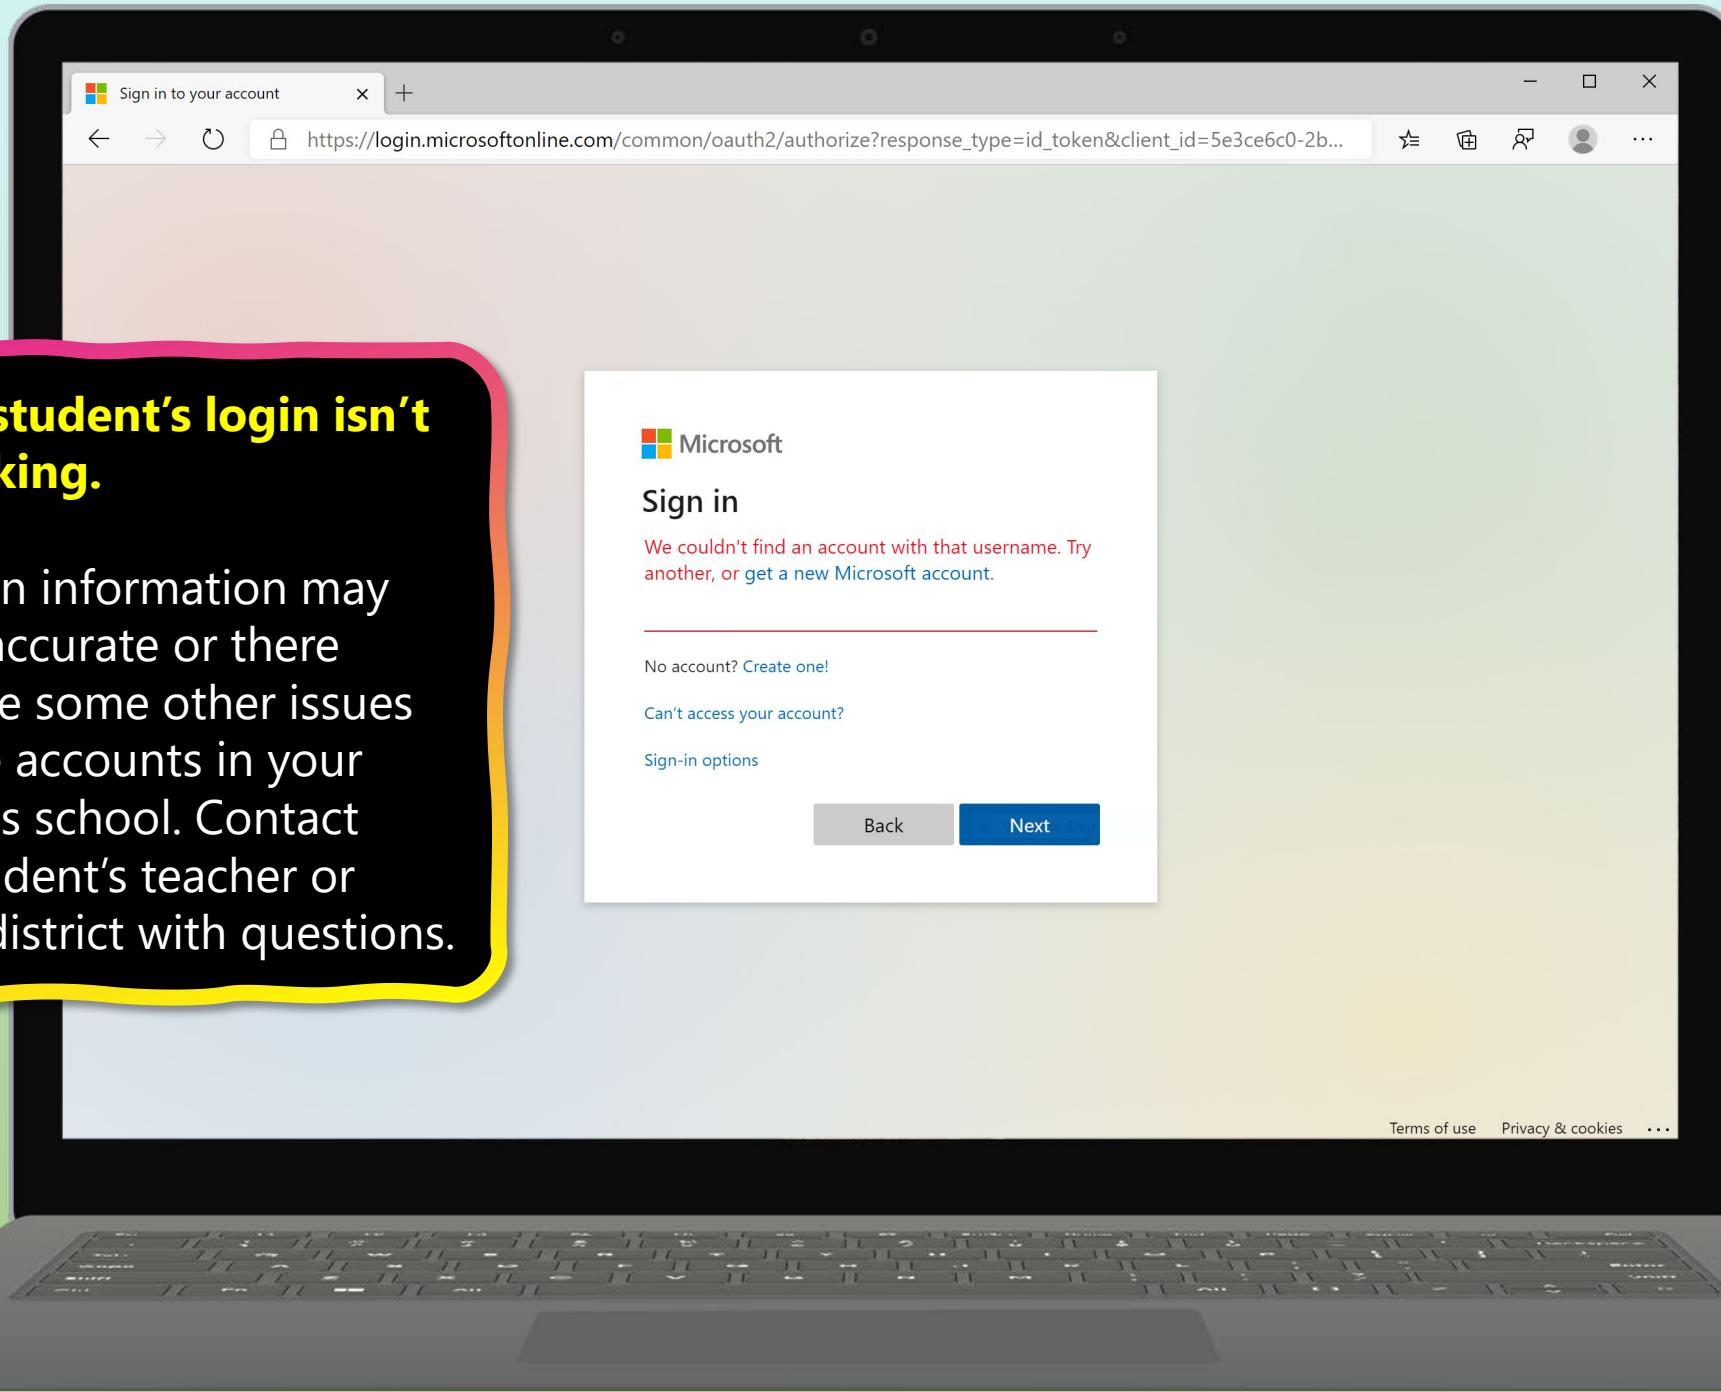 Sign in to your account
https://login.microsoftonline.com/common/oauth2/authorize?response_type=id_token&client_id=5e3ce6c0-2b...
student’s login isn’t
king.
n information may
accurate or there
e some other issues
accounts in your
s school. Contact
dent’s teacher or
district with questions.
Microsoft
Sign in
We couldn't find an account with that username. Try
another, or get a new Microsoft account.
No account? Create one!
Can’t access your account?
Sign-in options
Back Next
Terms of use Privacy & cookies